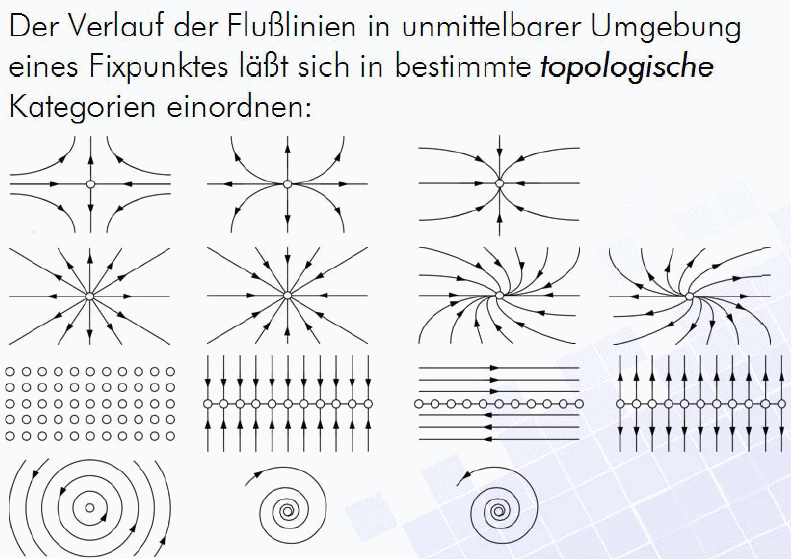 Der Verlauf der Flußlinien in unmittelbarer Umgebung
eines Fixpunktes läßt sich in bestimmte topologische
Kategorien einordnen: